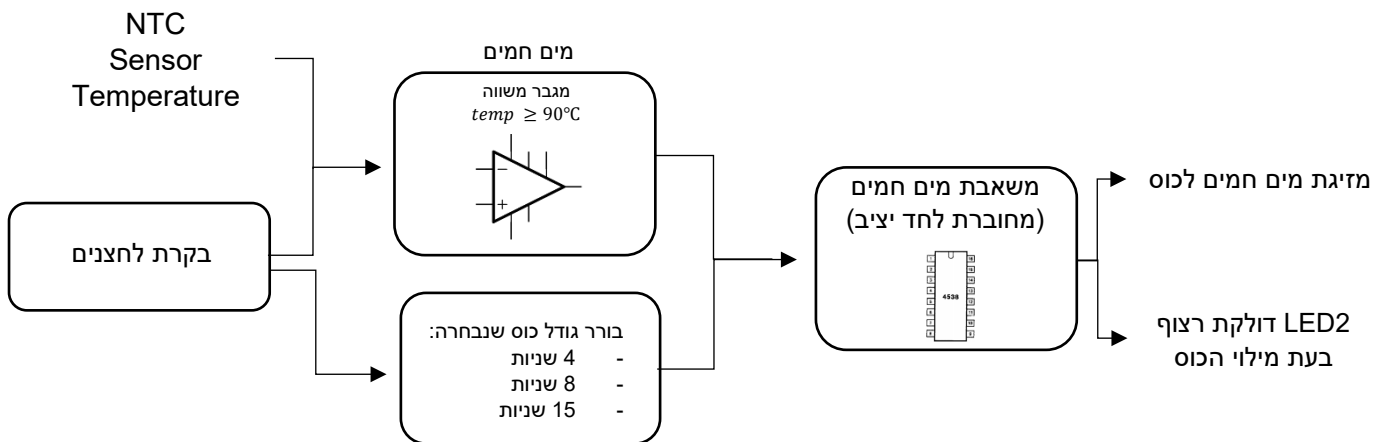 NTC
Sensor
Temperature
בקרת לחצנים
מים חמים
מגבר משווה
temp ≥ 90°C
בורר גודל כוס שנבחרה:
- 4 שניות
- 8 שניות
- 15 שניות
משאבת מים חמים
(מחוברת לחד יציב)
4538
מזיגת מים חמים לכוס
LED2 דולקת רצוף
בעת מילוי הכוס